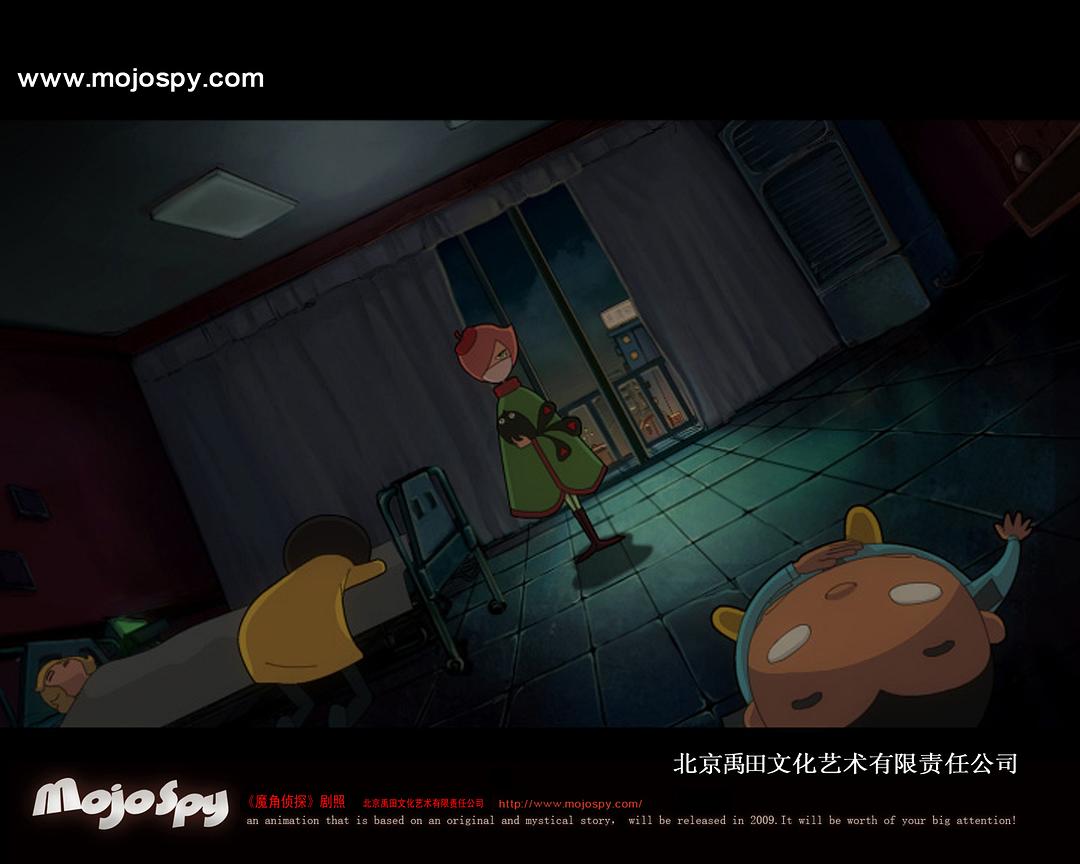 www.mojospy.com
北京禹田文化艺术有限责任公司
Mojo Spy
《魔角侦探》剧照 北京禹田文化艺术有限责任公司 http://www.mojospy.com/
an animation that is based on an original and mystical story, will be released in 2009.It will be worth of your big attention!